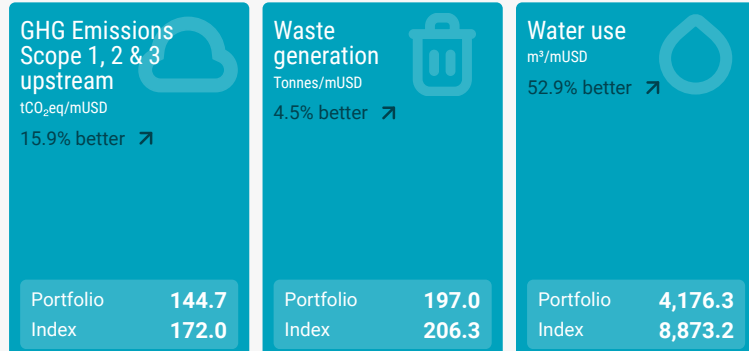 GHG Emissions
Scope 1, 2 & 3
upstream
tCO₂eq/mUSD
15.9% better
Portfolio 144.7
Index 172.0
Waste
generation
Tonnes/mUSD
4.5% better
Portfolio 197.0
Index 206.3
Water use
m³/mUSD
52.9% better
Portfolio 4,176.3
Index 8,873.2